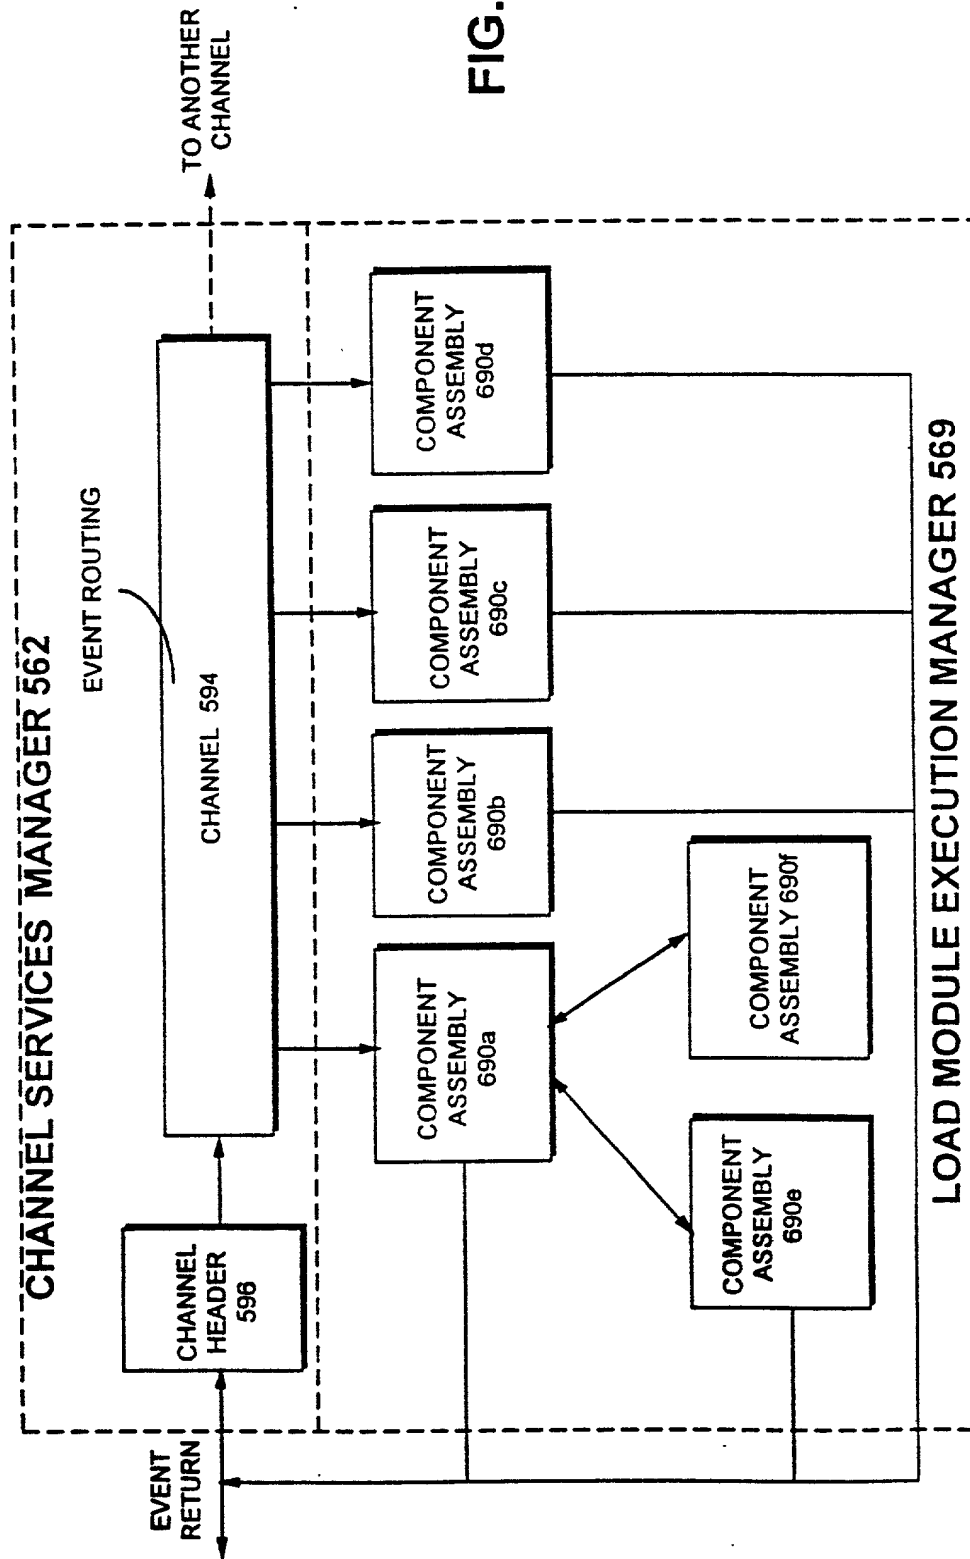 CHANNEL SERVICES MANAGER 562
EVENT ROUTING
EVENT
RETURN
CHANNEL
HEADER
596
CHANNEL 594
TO ANOTHER
CHANNEL
COMPONENT
ASSEMBLY
690a
COMPONENT
ASSEMBLY
690b
COMPONENT
ASSEMBLY
690c
COMPONENT
ASSEMBLY
690d
COMPONENT
ASSEMBLY
690e
COMPONENT
ASSEMBLY 690f
LOAD MODULE EXECUTION MANAGER 569
FIG.